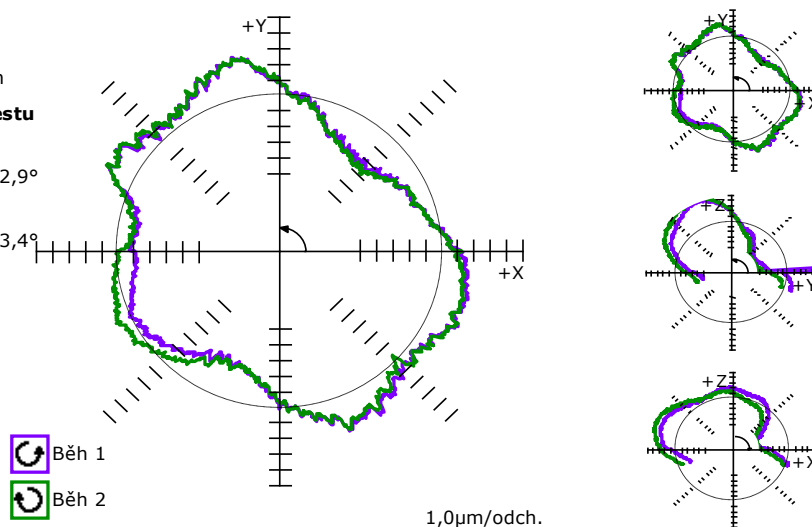 +Y
estu
2,9°
3,4°
+X
Běh 1
Běh 2
1,0µm/odch.
+Y
+X
+Z
+Y
+Z
+X